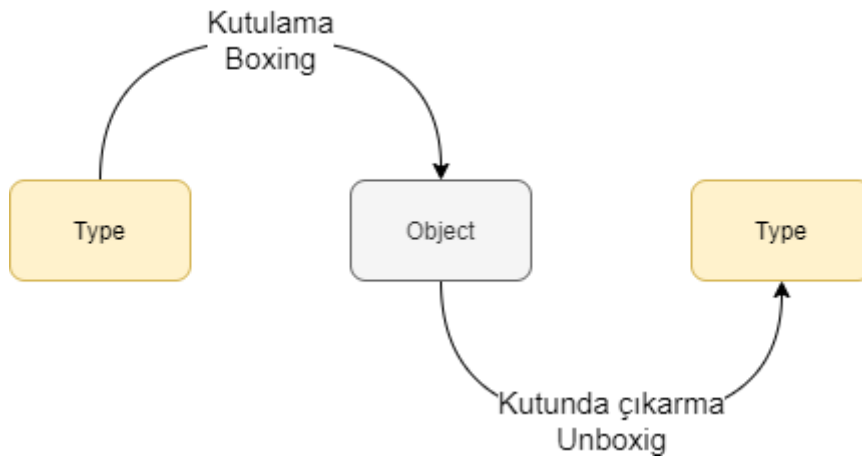 Kutulama
Boxing
Type
Object
Type
Kutunda çıkarma
Unboxig